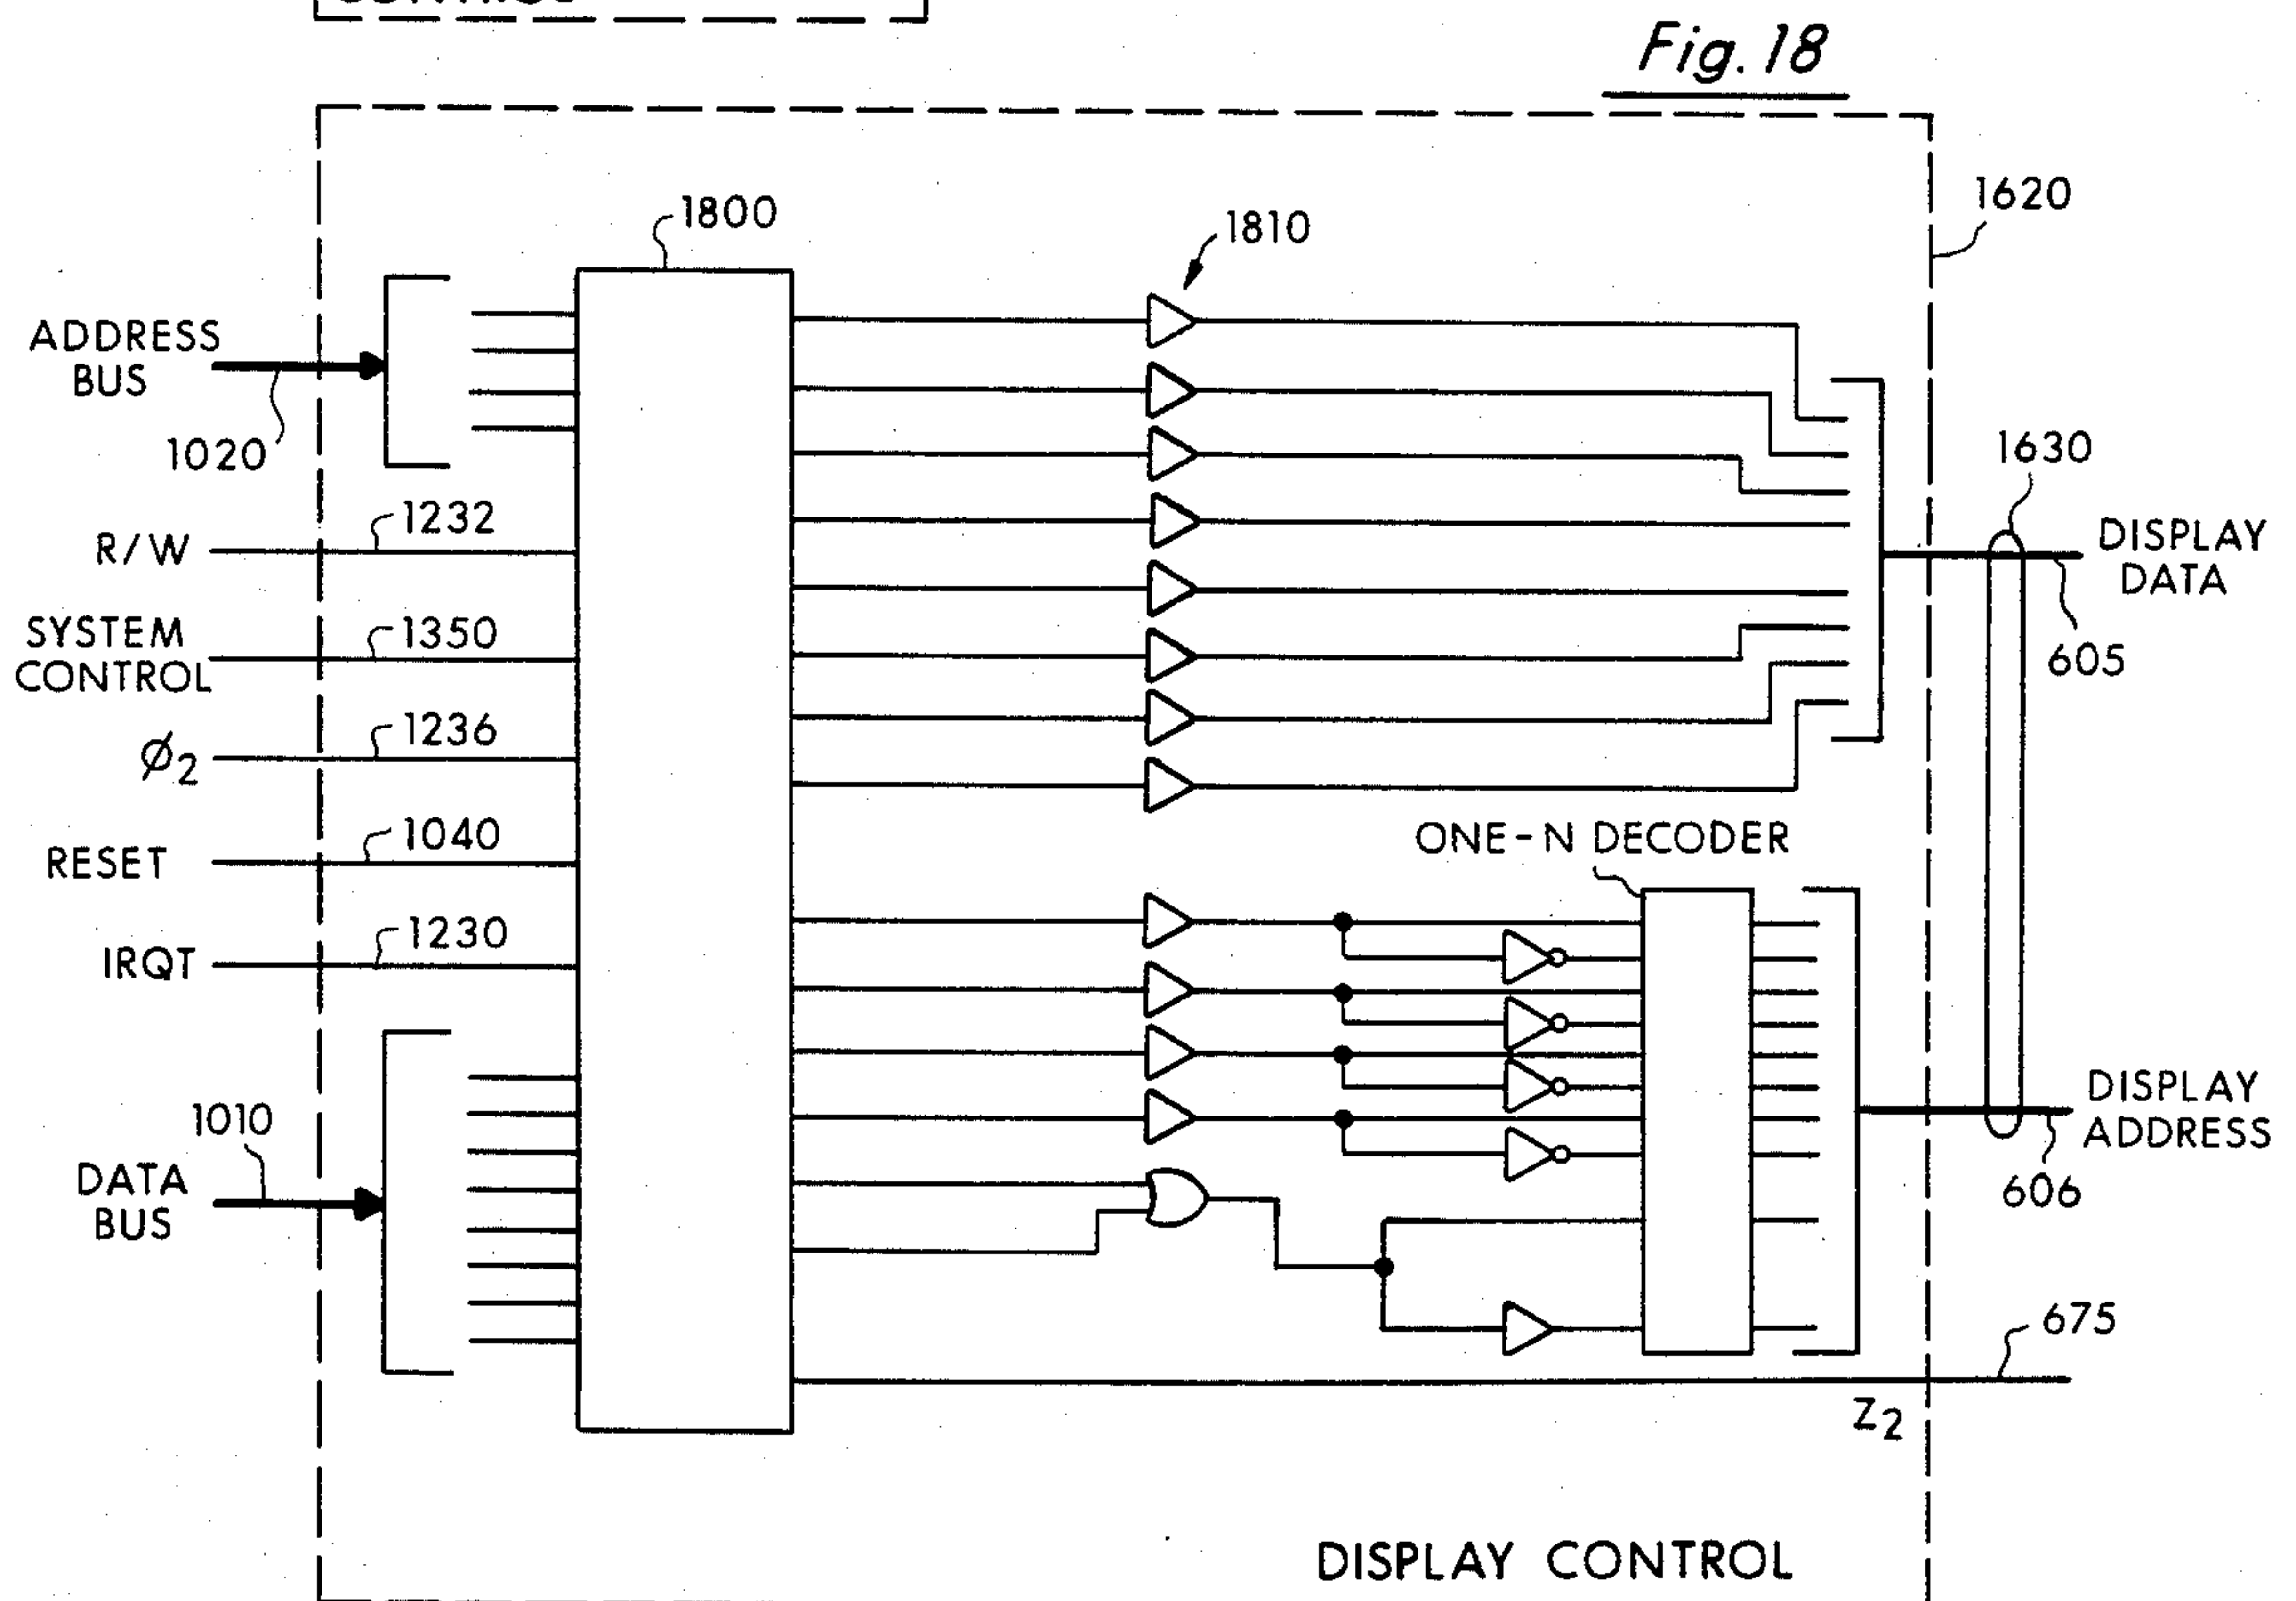 Fig. 18
1620
1800
1810
ADDRESS
BUS
1020
1630
R/W
1232
DISPLAY
DATA
SYSTEM
CONTROL
1350
605
Ø2
1236
RESET
1040
ONE-N DECODER
IRQT
1230
1010
DATA
BUS
DISPLAY
ADDRESS
606
675
Z2
DISPLAY CONTROL